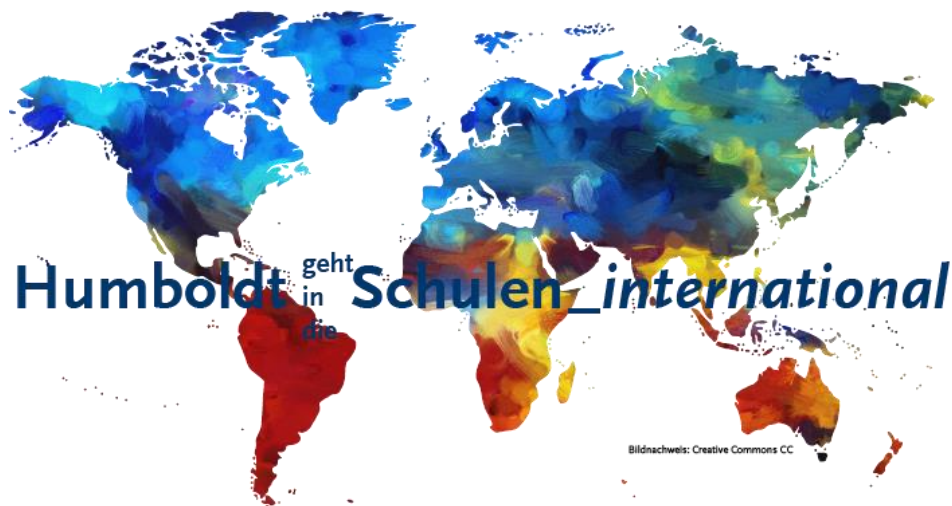 Humboldt geht in die Schulen_international
Bildnachweis: Creative Commons CC